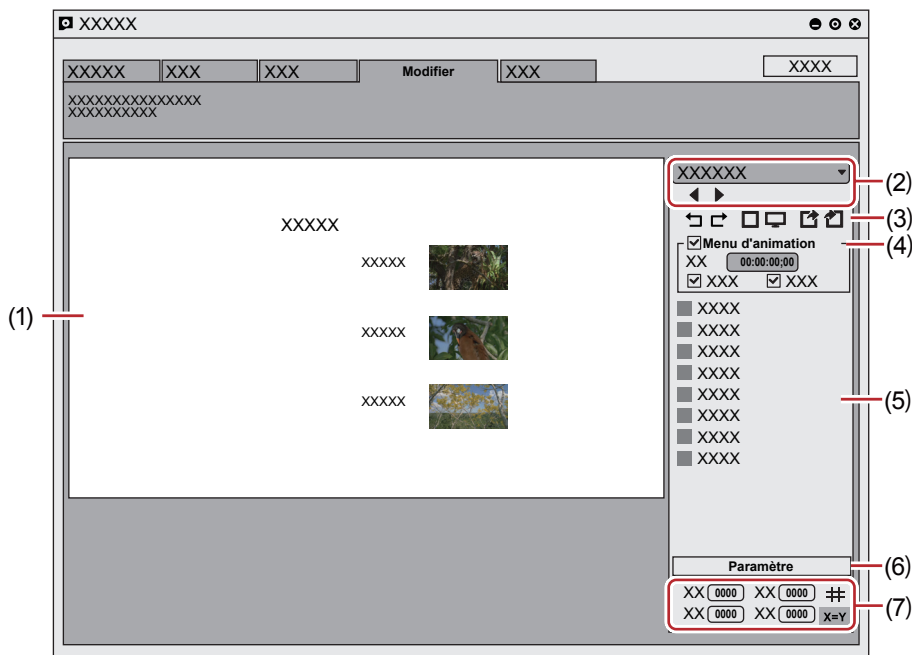 XXXXX
XXXXX XXX XXX Modifier XXX XXXX
XXXXXXXXXXXXXXX
XXXXXXXXXX
XXXXXX
(2)
(3)
Menu d'animation
(4)
XX 00:00:00;00
XXX XXX
XXXXX
XXXXX
XXXXX
XXXXX
(1)
XXXX
XXXX
XXXX
XXXX
XXXX
XXXX
XXXX
XXXX
(5)
Paramètre
(6)
XX 0000 XX 0000
XX 0000 XX 0000 X=Y
(7)